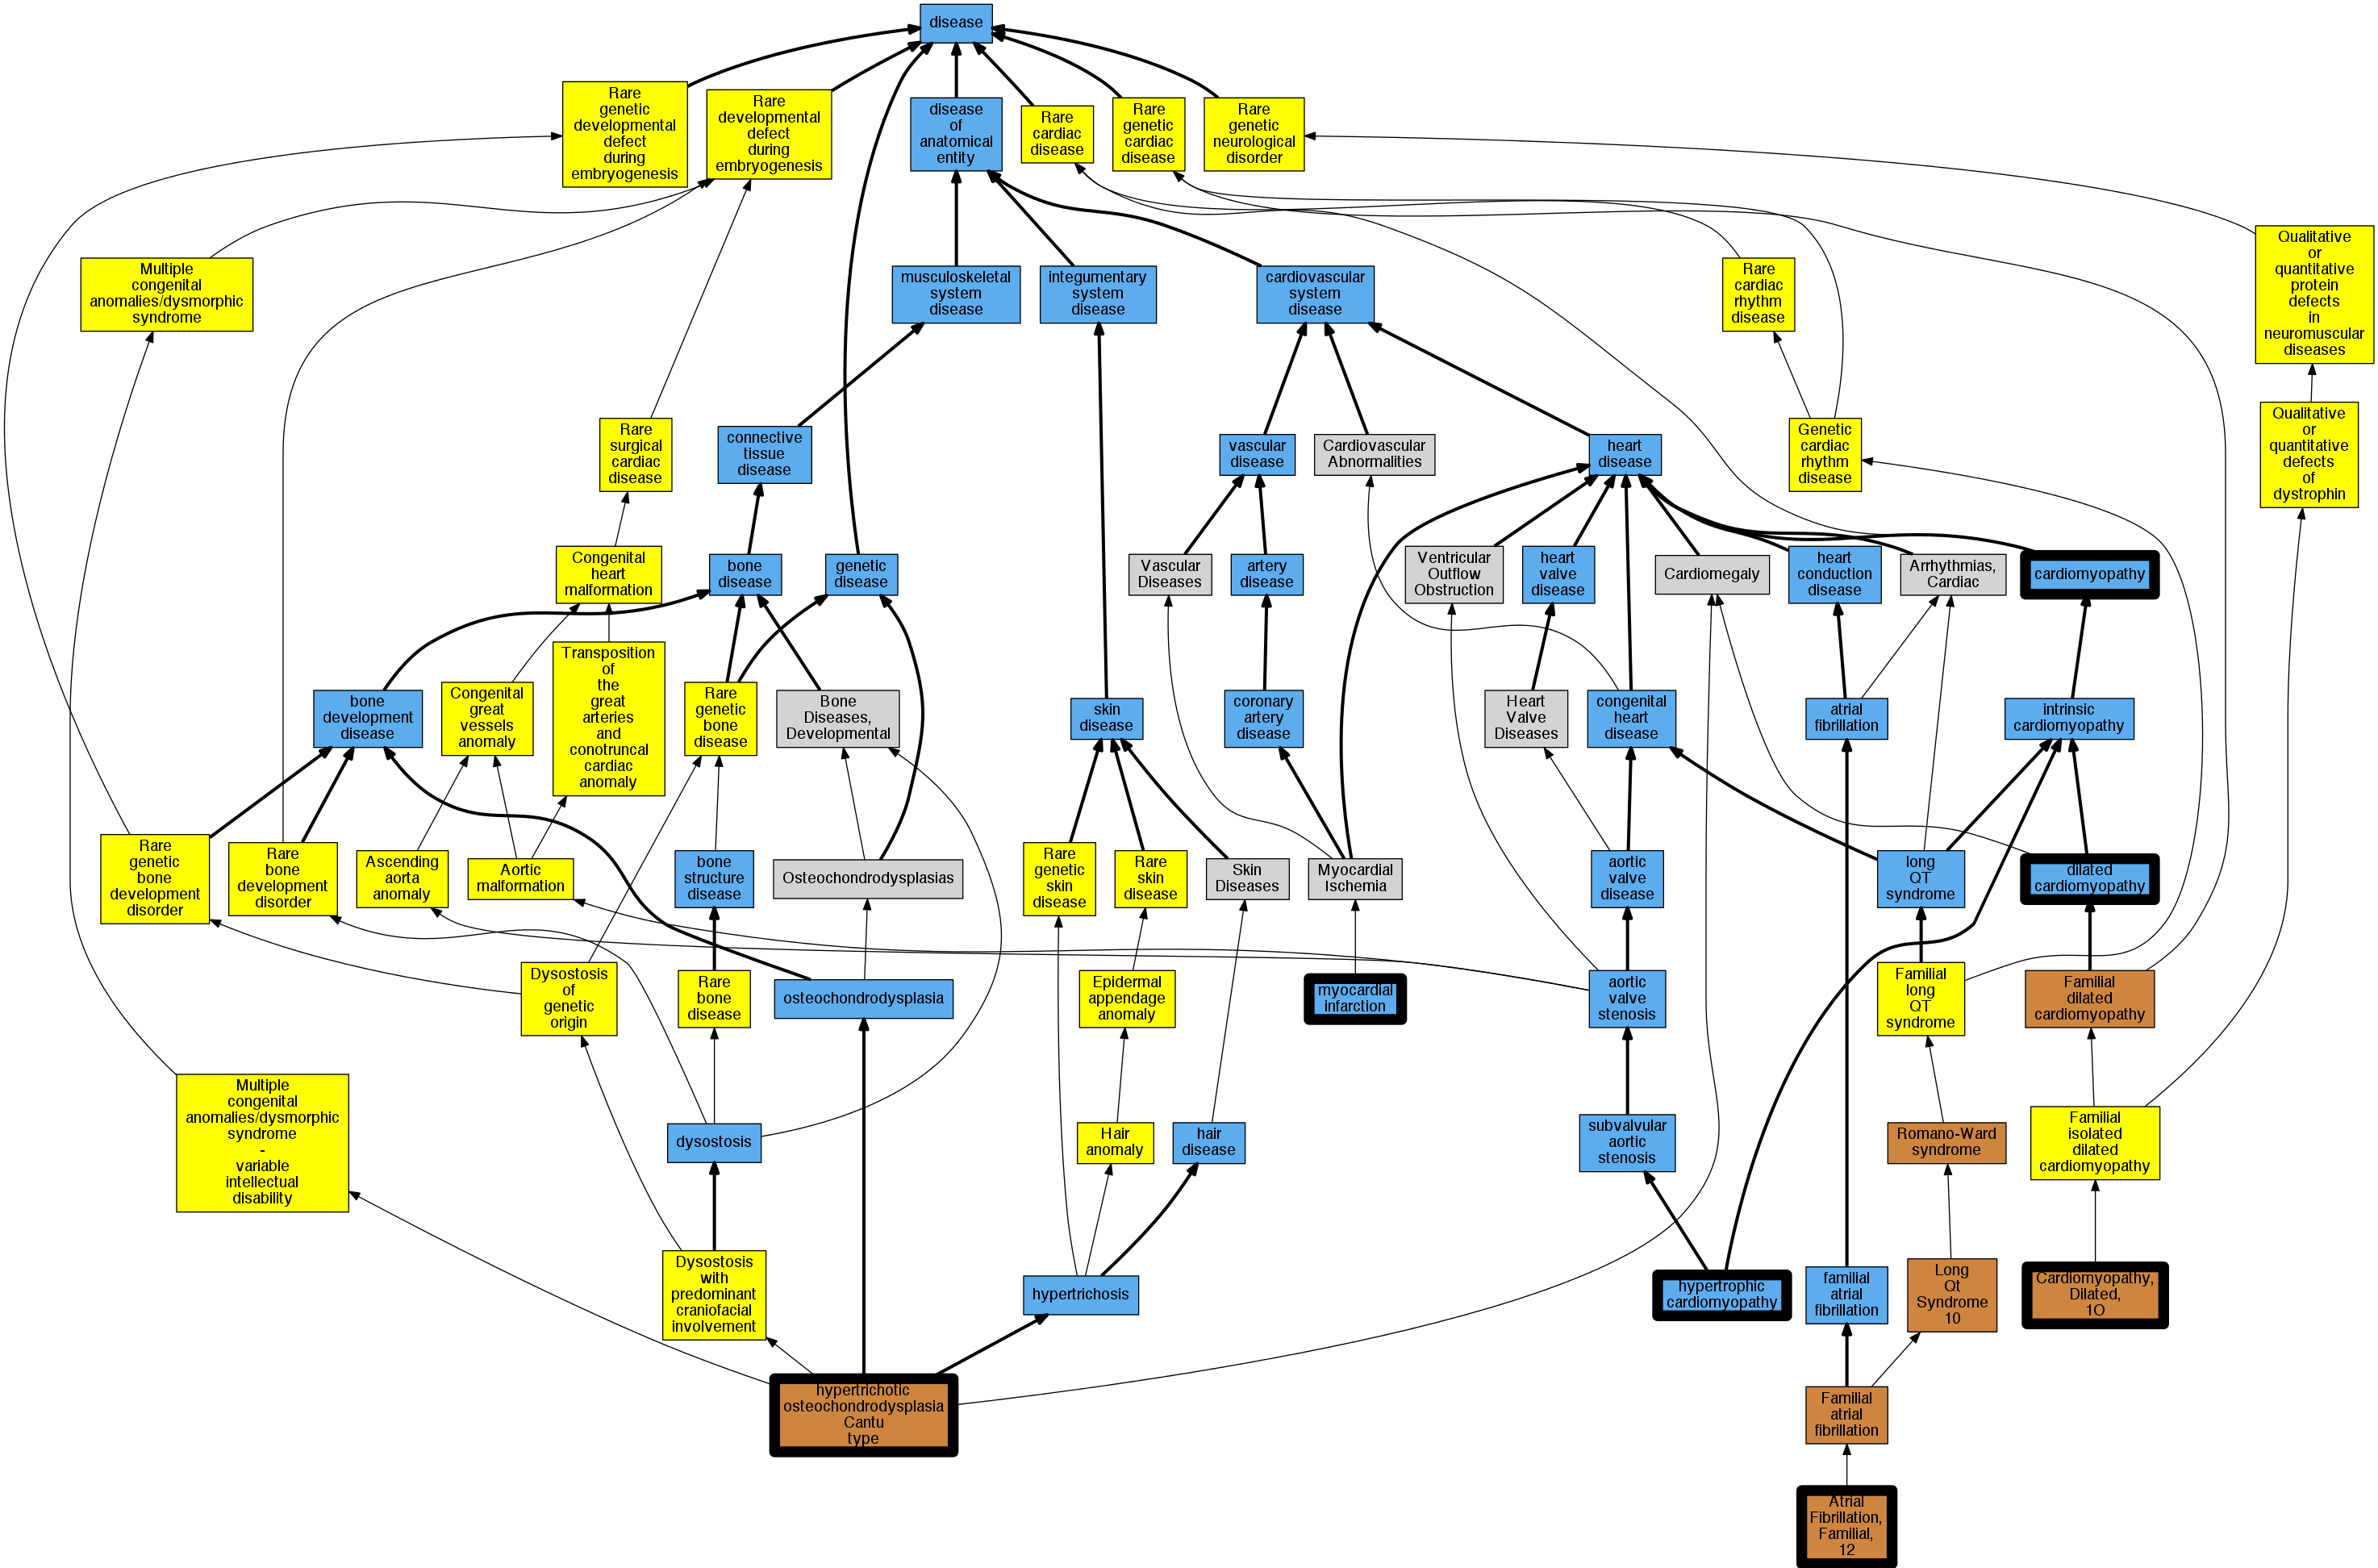 disease
Rare
genetic
developmental
defect
during
embryogenesis
Rare
developmental
defect
during
embryogenesis
disease
of
anatomical
entity
Rare
cardiac
disease
Rare
genetic
cardiac
disease
Rare
genetic
neurological
disorder
Multiple
congenital
anomalies/dysmorphic
syndrome
musculoskeletal
system
disease
integumentary
system
disease
cardiovascular
system
disease
Rare
cardiac
rhythm
disease
Qualitative
or
quantitative
protein
defects
in
neuromuscular
diseases
Rare
surgical
cardiac
disease
connective
tissue
disease
vascular
disease
Cardiovascular
Abnormalities
heart
disease
Genetic
cardiac
rhythm
disease
Qualitative
or
quantitative
defects
of
dystrophin
Congenital
heart
malformation
bone
disease
genetic
disease
Vascular
Diseases
artery
disease
Ventricular
Outflow
Obstruction
heart
valve
disease
Cardiomegaly
heart
conduction
disease
Arrhythmias,
Cardiac
cardiomyopathy
bone
development
disease
Congenital
great
vessels
anomaly
Transposition
of
the
great
arteries
and
conotruncal
cardiac
anomaly
Rare
genetic
bone
disease
Bone
Diseases,
Developmental
skin
disease
coronary
artery
disease
Heart
Valve
Diseases
congenital
heart
disease
atrial
fibrillation
intrinsic
cardiomyopathy
Rare
genetic
bone
development
disorder
Rare
bone
development
disorder
Ascending
aorta
anomaly
Aortic
malformation
bone
structure
disease
Osteochondrodysplasias
Rare
genetic
skin
disease
Rare
skin
disease
Skin
Diseases
Myocardial
Ischemia
aortic
valve
disease
long
QT
syndrome
dilated
cardiomyopathy
Dysostosis
of
genetic
origin
Rare
bone
disease
osteochondrodysplasia
Epidermal
appendage
anomaly
myocardial
infarction
aortic
valve
stenosis
Familial
long
QT
syndrome
Familial
dilated
cardiomyopathy
Multiple
congenital
anomalies/dysmorphic
syndrome
-
variable
intellectual
disability
dysostosis
Hair
anomaly
hair
disease
subvalvular
aortic
stenosis
Romano-Ward
syndrome
Familial
isolated
dilated
cardiomyopathy
Dysostosis
with
predominant
craniofacial
involvement
hypertrichosis
hypertrophic
cardiomyopathy
familial
atrial
fibrillation
Long
Qt
Syndrome
10
Cardiomyopathy,
Dilated,
1O
hypertrichotic
osteochondrodysplasia
Cantu
type
Familial
atrial
fibrillation
Atrial
Fibrillation,
Familial,
12